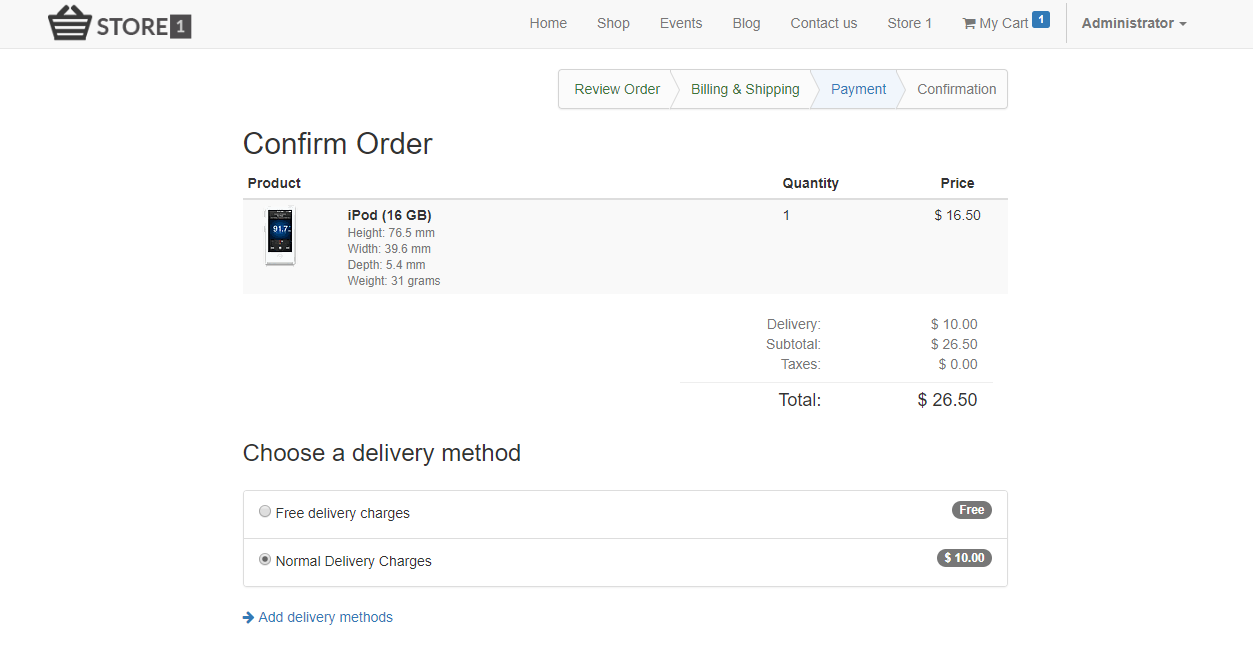 STORE 1
Home Shop Events Blog Contact us Store 1 My Cart 1 Administrator
Review Order Billing & Shipping Payment Confirmation
Confirm Order
Product Quantity Price
iPod (16 GB) 1 $ 16.50
91.7
Height: 76.5 mm
Width: 39.6 mm
Depth: 5.4 mm
Weight: 31 grams
Delivery: $ 10.00
Subtotal: $ 26.50
Taxes: $ 0.00
Total: $ 26.50
Choose a delivery method
Free delivery charges Free
Normal Delivery Charges $ 10.00
Add delivery methods